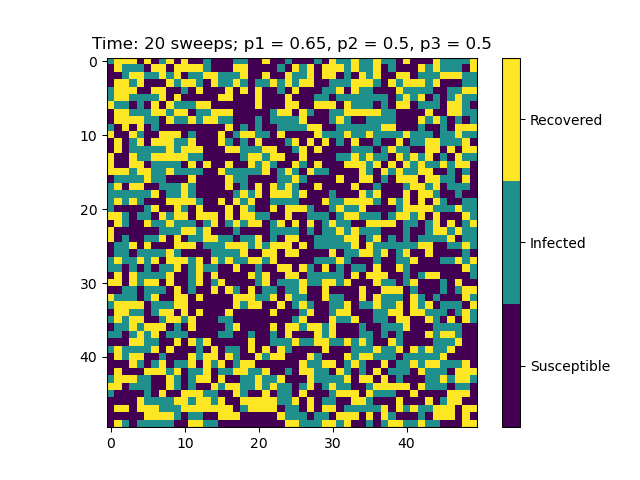 Time: 20 sweeps; p1 = 0.65, p2 = 0.5, p3 = 0.5
0
10
20
30
40
0 10 20 30 40
Recovered
Infected
Susceptible